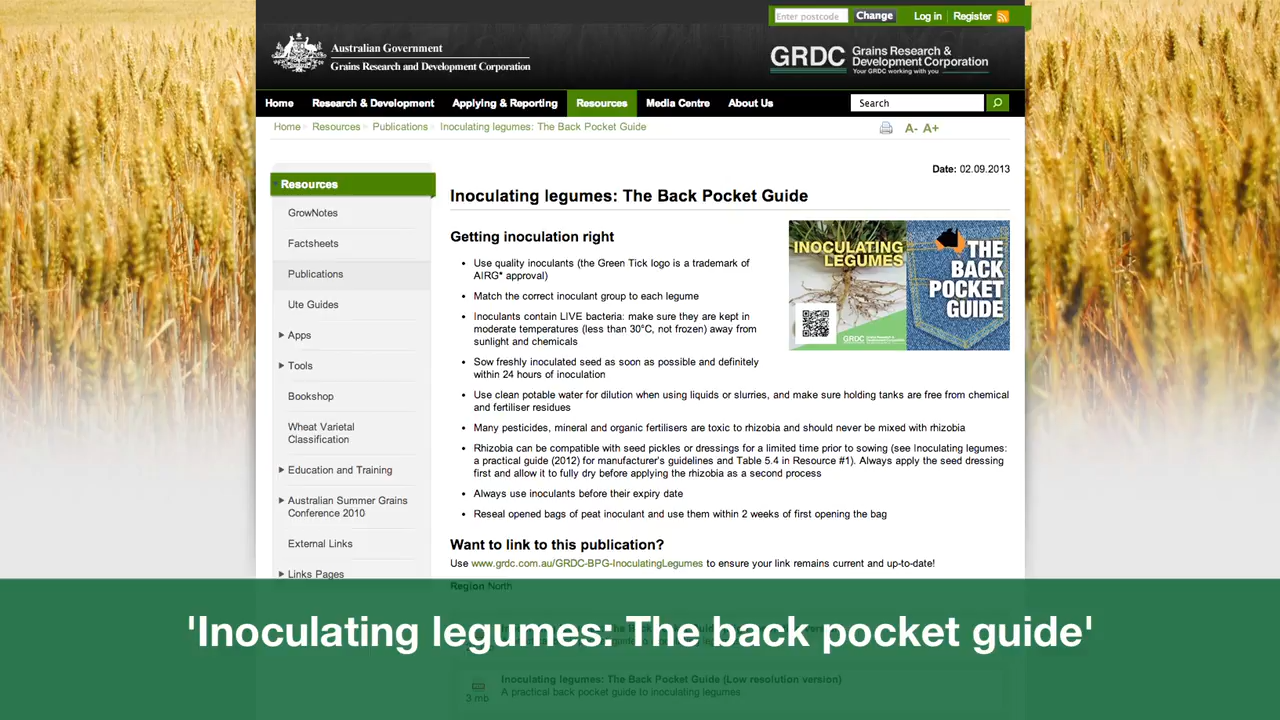 Enter postcode
Change
Log in
Register
Australian Government
Grains Research and Development Corporation
GRDC
Grains Research &
Development Corporation
Your GRDC working with you
Home
Research & Development
Applying & Reporting
Resources
Media Centre
About Us
Search
Home
Resources
Publications
Inoculating legumes: The Back Pocket Guide
A- A+
Date: 02.09.2013
Resources
GrowNotes
Factsheets
Publications
Ute Guides
Apps
Tools
Bookshop
Wheat Varietal
Classification
Education and Training
Australian Summer Grains
Conference 2010
External Links
Links Pages
Inoculating legumes: The Back Pocket Guide
Getting inoculation right
• Use quality inoculants (the Green Tick logo is a trademark of
AIRG* approval)
• Match the correct inoculant group to each legume
• Inoculants contain LIVE bacteria: make sure they are kept in
moderate temperatures (less than 30°C, not frozen) away from
sunlight and chemicals
• Sow freshly inoculated seed as soon as possible and definitely
within 24 hours of inoculation
• Use clean potable water for dilution when using liquids or slurries, and make sure holding tanks are free from chemical
and fertiliser residues
• Many pesticides, mineral and organic fertilisers are toxic to rhizobia and should never be mixed with rhizobia
• Rhizobia can be compatible with seed pickles or dressings for a limited time prior to sowing (see Inoculating legumes:
a practical guide (2012) for manufacturer's guidelines and Table 5.4 in Resource #1). Always apply the seed dressing
first and allow it to fully dry before applying the rhizobia as a second process
• Always use inoculants before their expiry date
• Reseal opened bags of peat inoculant and use them within 2 weeks of first opening the bag
INOCULATING
LEGUMES
GRDC
THE
BACK
POCKET
GUIDE
Want to link to this publication?
Use www.grdc.com.au/GRDC-BPG-InoculatingLegumes to ensure your link remains current and up-to-date!
Region North
'Inoculating legumes: The back pocket guide'
Inoculating legumes: The Back Pocket Guide (Low resolution version)
A practical back pocket guide to inoculating legumes
3 mb